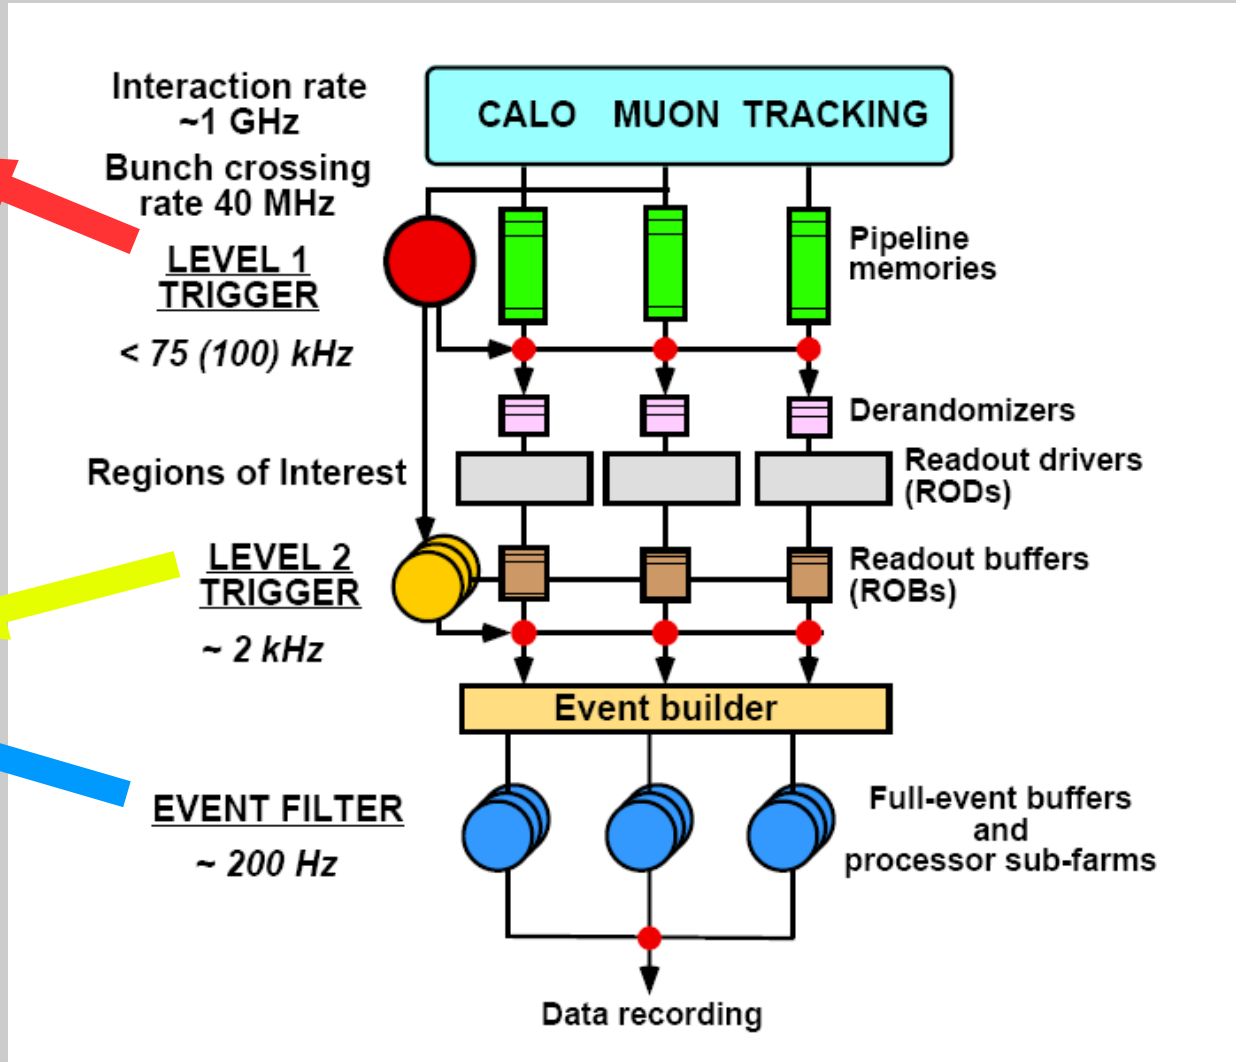 Interaction rate
~1 GHz
CALO MUON TRACKING
Bunch crossing
rate 40 MHz
LEVEL 1
TRIGGER
< 75 (100) kHz
Pipeline
memories
Derandomizers
Regions of Interest
Readout drivers
(RODs)
LEVEL 2
TRIGGER
~ 2 kHz
Readout buffers
(ROBs)
Event builder
EVENT FILTER
~ 200 Hz
Full-event buffers
and
processor sub-farms
Data recording